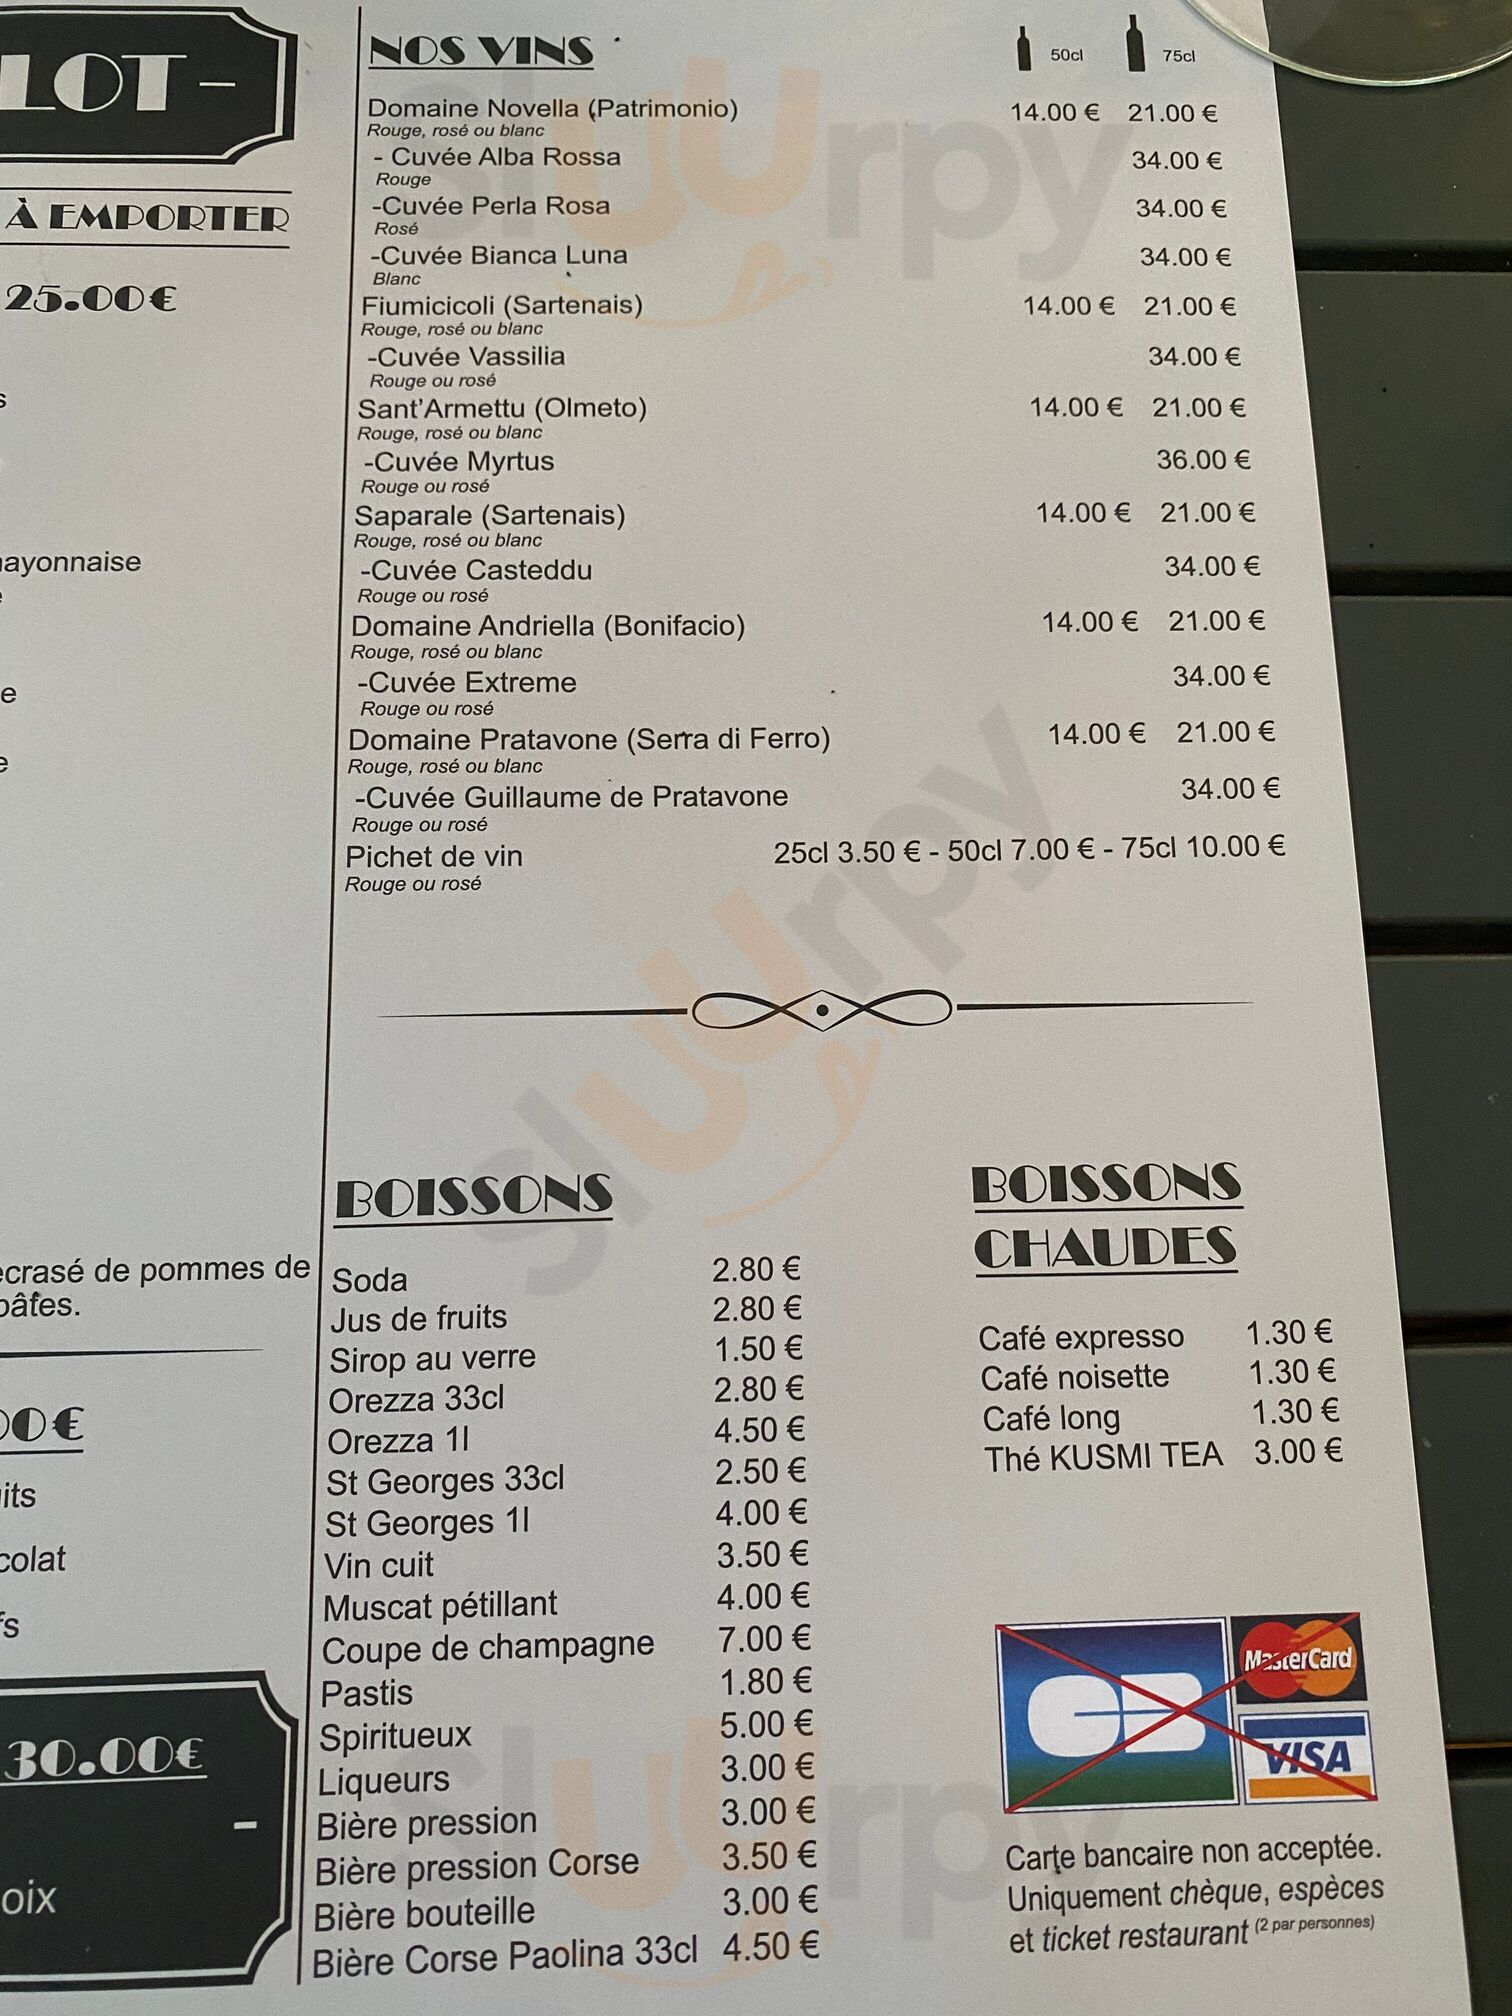 LOT -
À EMPORTER
25.00€
mayonnaise
ecrasé de pommes de
pâtes.
00€
30.00€
NOS VINS
50cl 75cl
Domaine Novella (Patrimonio) 14.00 € 21.00 €
Rouge, rosé ou blanc
- Cuvée Alba Rossa 34.00 €
Rouge
-Cuvée Perla Rosa 34.00 €
Rosé
-Cuvée Bianca Luna 34.00 €
Blanc
Fiumicicoli (Sartenais) 14.00 € 21.00 €
Rouge, rosé ou blanc
-Cuvée Vassilia 34.00 €
Rouge ou rosé
Sant'Armettu (Olmeto) 14.00 € 21.00 €
Rouge, rosé ou blanc
-Cuvée Myrtus 36.00 €
Rouge ou rosé
Saparale (Sartenais) 14.00 € 21.00 €
Rouge, rosé ou blanc
-Cuvée Casteddu 34.00 €
Rouge ou rosé
Domaine Andriella (Bonifacio) 14.00 € 21.00 €
Rouge, rosé ou blanc
-Cuvée Extreme 34.00 €
Rouge ou rosé
Domaine Pratavone (Serra di Ferro) 14.00 € 21.00 €
Rouge, rosé ou blanc
-Cuvée Guillaume de Pratavone 34.00 €
Rouge ou rosé
Pichet de vin 25cl 3.50 € - 50cl 7.00 € - 75cl 10.00 €
Rouge ou rosé
BOISSONS
Soda 2.80 €
Jus de fruits 2.80 €
Sirop au verre 1.50 €
Orezza 33cl 2.80 €
Orezza 1l 4.50 €
St Georges 33cl 2.50 €
St Georges 1l 4.00 €
Vin cuit 3.50 €
Muscat pétillant 4.00 €
Coupe de champagne 7.00 €
Pastis 1.80 €
Spiritueux 5.00 €
Liqueurs 3.00 €
Bière pression 3.00 €
Bière pression Corse 3.50 €
Bière bouteille 3.00 €
Bière Corse Paolina 33cl 4.50 €
BOISSONS
CHAUDES
Café expresso 1.30 €
Café noisette 1.30 €
Café long 1.30 €
Thé KUSMI TEA 3.00 €
CB
MasterCard
VISA
Carte bancaire non acceptée.
Uniquement chèque, espèces
et ticket restaurant (2 par personnes)
sluurpy
sluurpy
sluurpy